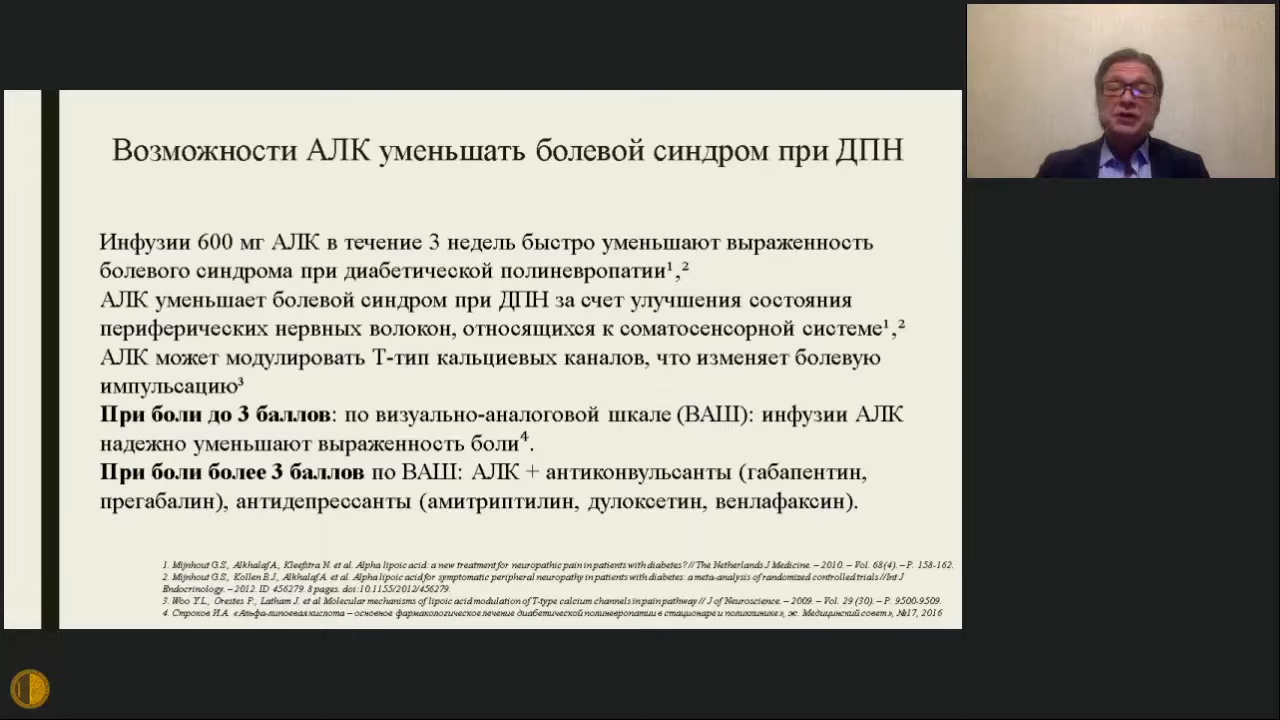 Возможности АЛК уменьшать болевой синдром при ДПН
Инфузии 600 мг АЛК в течение 3 недель быстро уменьшают выраженность
болевого синдрома при диабетической полиневропатии¹,²
АЛК уменьшает болевой синдром при ДПН за счет улучшения состояния
периферических нервных волокон, относящихся к соматосенсорной системе¹,²
АЛК может модулировать Т-тип кальциевых каналов, что изменяет болевую
импульсацию³
При боли до 3 баллов: по визуально-аналоговой шкале (ВАШ): инфузии АЛК
надежно уменьшают выраженность боли⁴.
При боли более 3 баллов по ВАШ: АЛК + антиконвульсанты (габапентин,
прегабалин), антидепрессанты (амитриптилин, дулоксетин, венлафаксин).
1. Mijnhout G.S., Alkhalaf A., Kleefstra N. et al. Alpha lipoic acid: a new treatment for neuropathic pain in patients with diabetes? // The Netherlands J Medicine. – 2010. – Vol. 68(4). – P. 158-162.
2. Mijnhout G.S., Kollen B.J., Alkhalaf A. et al. Alpha lipoic acid for symptomatic peripheral neuropathy in patients with diabetes: a meta-analysis of randomized controlled trials // Int J
Endocrinology. – 2012. ID 456279. 8 pages. doi:10.1155/2012/456279.
3. Woo Y.L., Orestes P., Latham J. et al Molecular mechanisms of lipoic acid modulation of T-type calcium channels in pain pathway // J of Neuroscience. – 2009. – Vol. 29 (30). – P. 9500-9509.
4. Строков И.А. «Альфа-липоевая кислота – основное фармакологическое лечение диабетической полиневропатии в стационаре и поликлинике», ж. Медицинский совет», №17, 2016